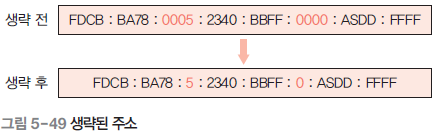 생략 전 FDCB : BA78 : 0005 : 2340 : BBFF : 0000 : ASDD : FFFF
생략 후 FDCB : BA78 : 5 : 2340 : BBFF : 0 : ASDD : FFFF
그림 5-49 생략된 주소